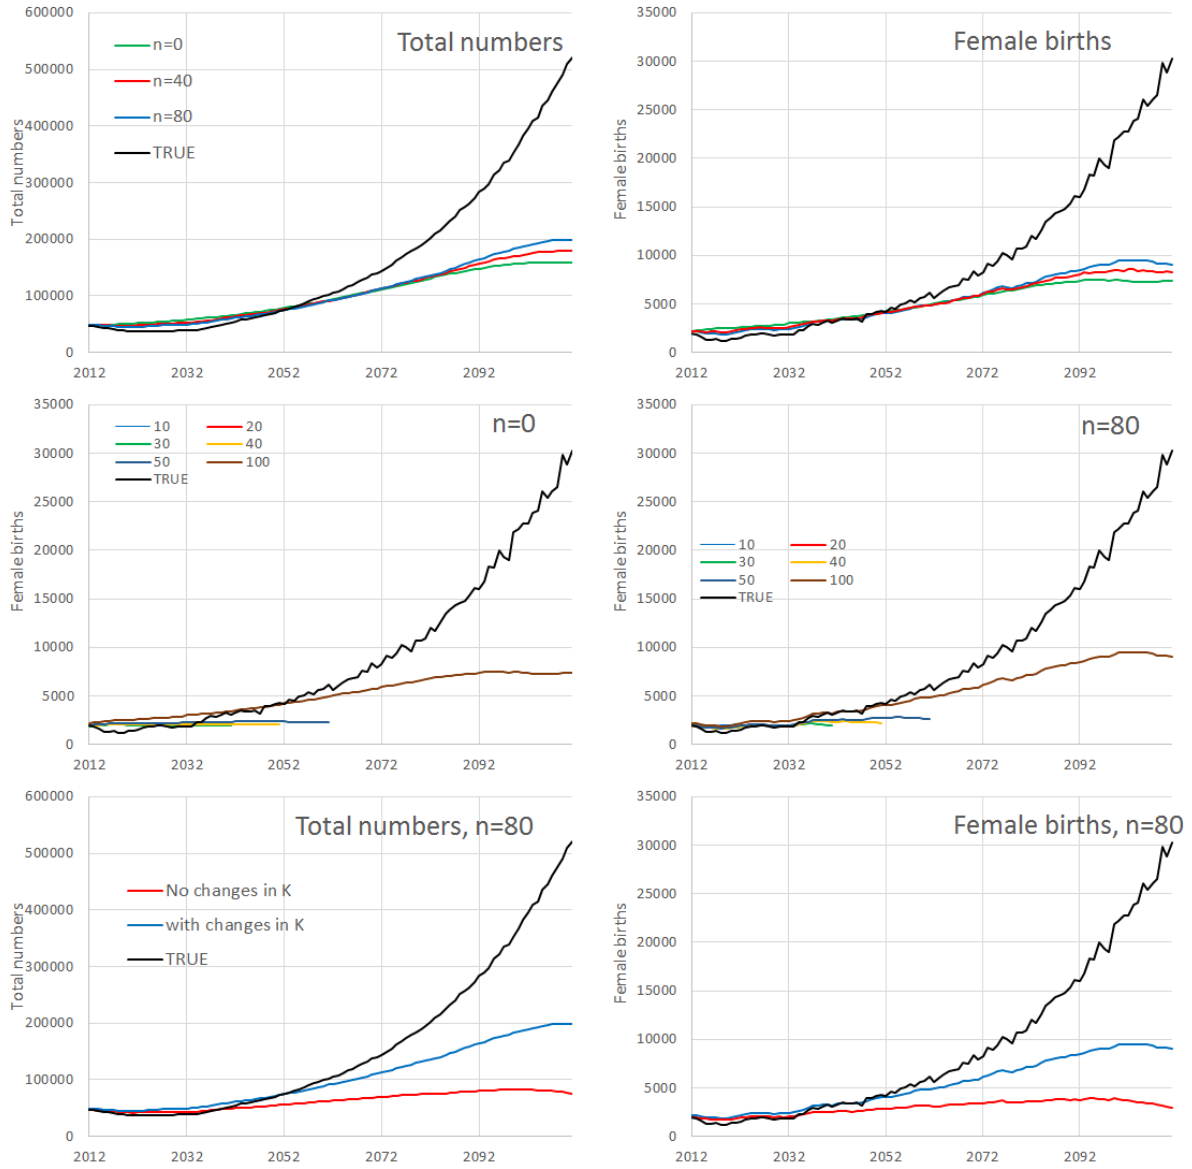 600000
500000
400000
300000
200000
100000
0
Total numbers
Total numbers
n=0
n=40
n=80
TRUE
2012 2032 2052 2072 2092
35000
30000
25000
20000
15000
10000
5000
0
Female births
Female births
2012 2032 2052 2072 2092
35000
30000
25000
20000
15000
10000
5000
0
Female births
n=0
10 20
30 40
50 100
TRUE
2012 2032 2052 2072 2092
35000
30000
25000
20000
15000
10000
5000
0
Female births
n=80
10 20
30 40
50 100
TRUE
2012 2032 2052 2072 2092
600000
500000
400000
300000
200000
100000
0
Total numbers
Total numbers, n=80
No changes in K
with changes in K
TRUE
2012 2032 2052 2072 2092
35000
30000
25000
20000
15000
10000
5000
0
Female births
Female births, n=80
2012 2032 2052 2072 2092